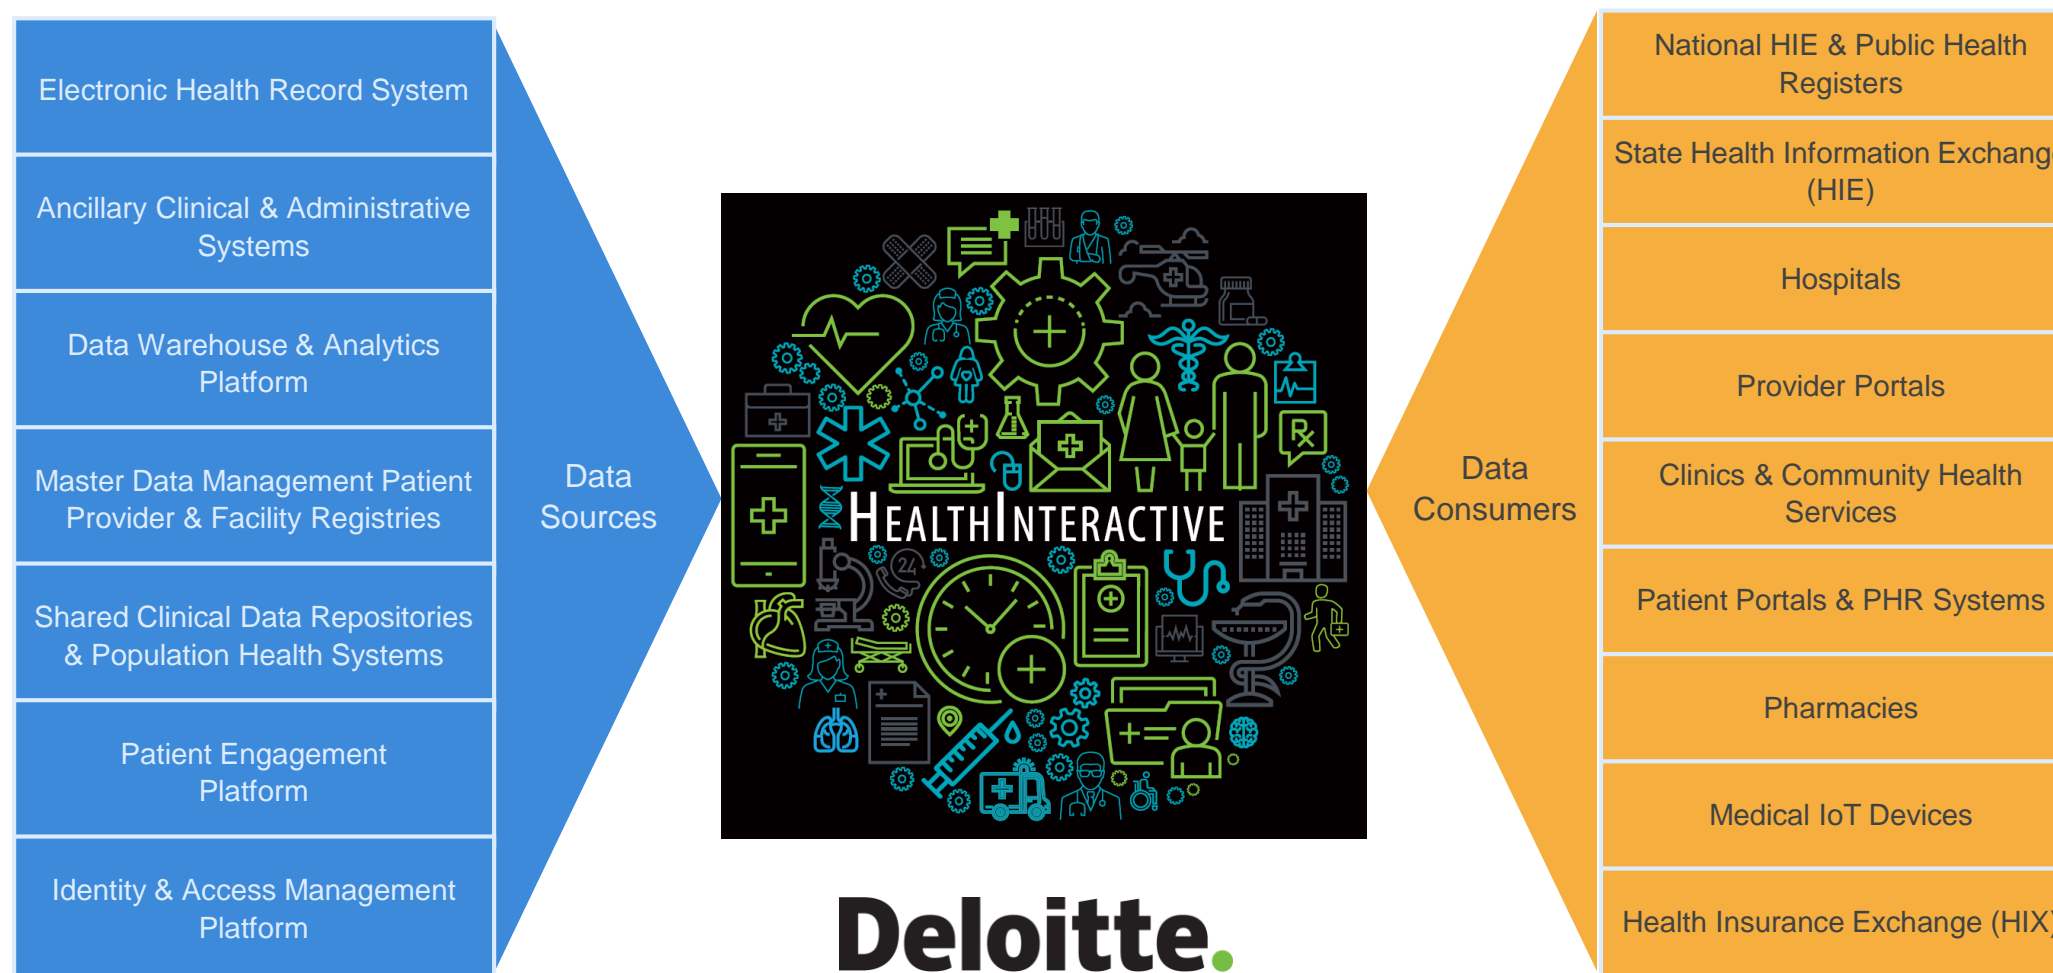 Electronic Health Record System
Ancillary Clinical & Administrative
Systems
Data Warehouse & Analytics
Platform
Master Data Management Patient
Provider & Facility Registries
Shared Clinical Data Repositories
& Population Health Systems
Patient Engagement
Platform
Identity & Access Management
Platform
Data
Sources
HEALTHINTERACTIVE
24
Rx
Deloitte.
Data
Consumers
National HIE & Public Health
Registers
State Health Information Exchange
(HIE)
Hospitals
Provider Portals
Clinics & Community Health
Services
Patient Portals & PHR Systems
Pharmacies
Medical IoT Devices
Health Insurance Exchange (HIX)